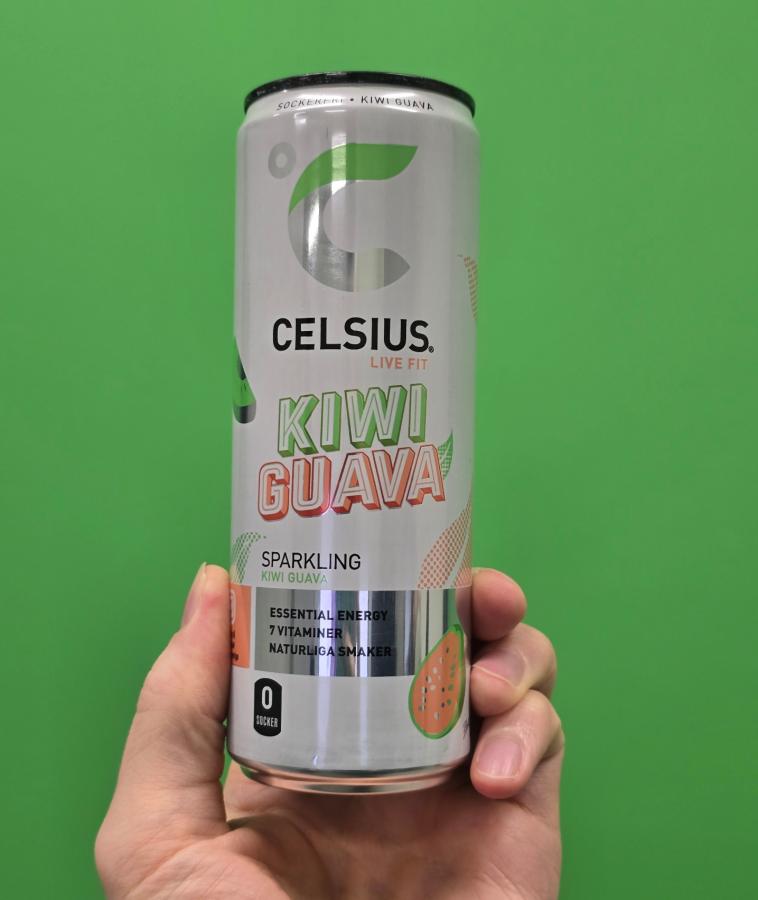 SOCKERFRI • KIWI GUAVA
CELSIUS®
LIVE FIT
KIWI
GUAVA
SPARKLING
KIWI GUAVA
ESSENTIAL ENERGY
7 VITAMINER
NATURLIGA SMAKER
0
SOCKER